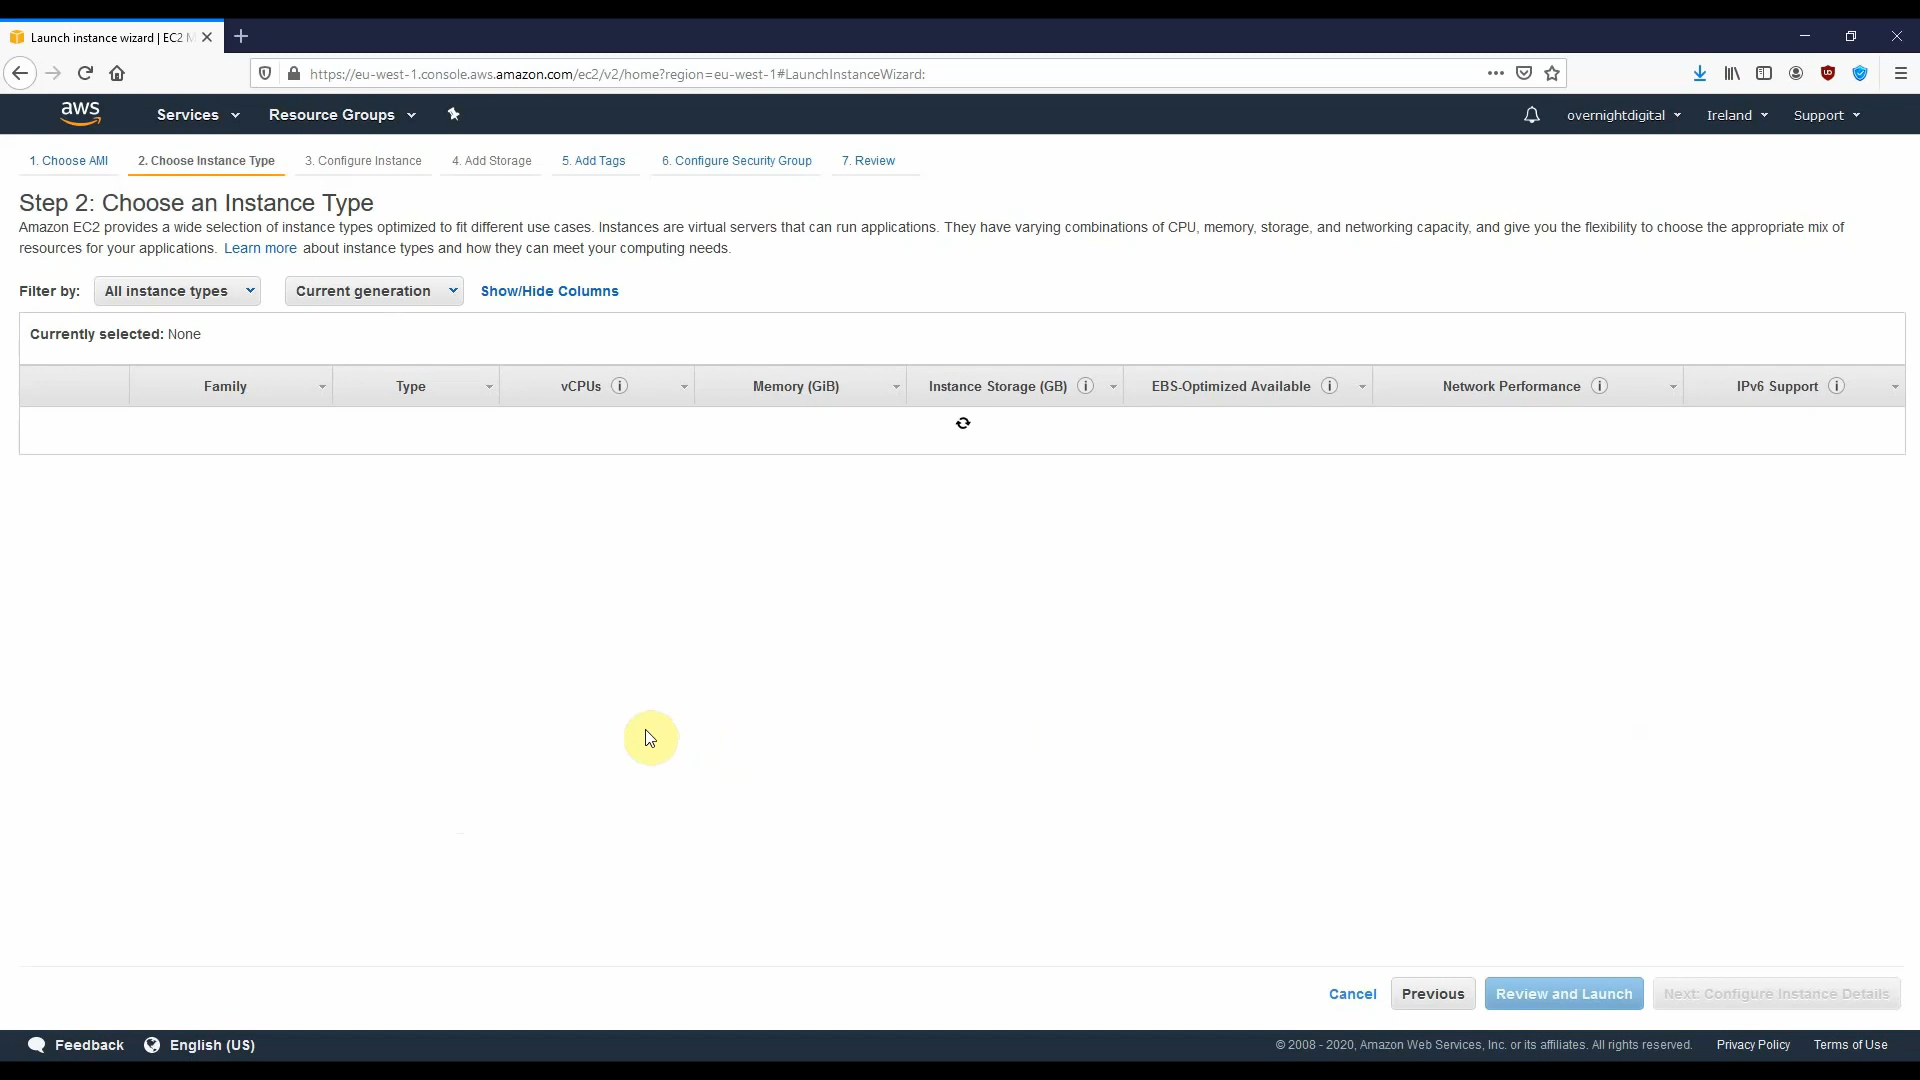 Launch instance wizard | EC2 M
https://eu-west-1.console.aws.amazon.com/ec2/v2/home?region=eu-west-1#LaunchInstanceWizard:
aws Services Resource Groups overnightdigital Ireland Support
1. Choose AMI 2. Choose Instance Type 3. Configure Instance 4. Add Storage 5. Add Tags 6. Configure Security Group 7. Review
Step 2: Choose an Instance Type
Amazon EC2 provides a wide selection of instance types optimized to fit different use cases. Instances are virtual servers that can run applications. They have varying combinations of CPU, memory, storage, and networking capacity, and give you the flexibility to choose the appropriate mix of
resources for your applications. Learn more about instance types and how they can meet your computing needs.
Filter by: All instance types Current generation Show/Hide Columns
Currently selected: None
Family Type vCPUs Memory (GiB) Instance Storage (GB) EBS-Optimized Available Network Performance IPv6 Support
Cancel Previous Review and Launch Next: Configure Instance Details
Feedback English (US) © 2008 - 2020, Amazon Web Services, Inc. or its affiliates. All rights reserved. Privacy Policy Terms of Use